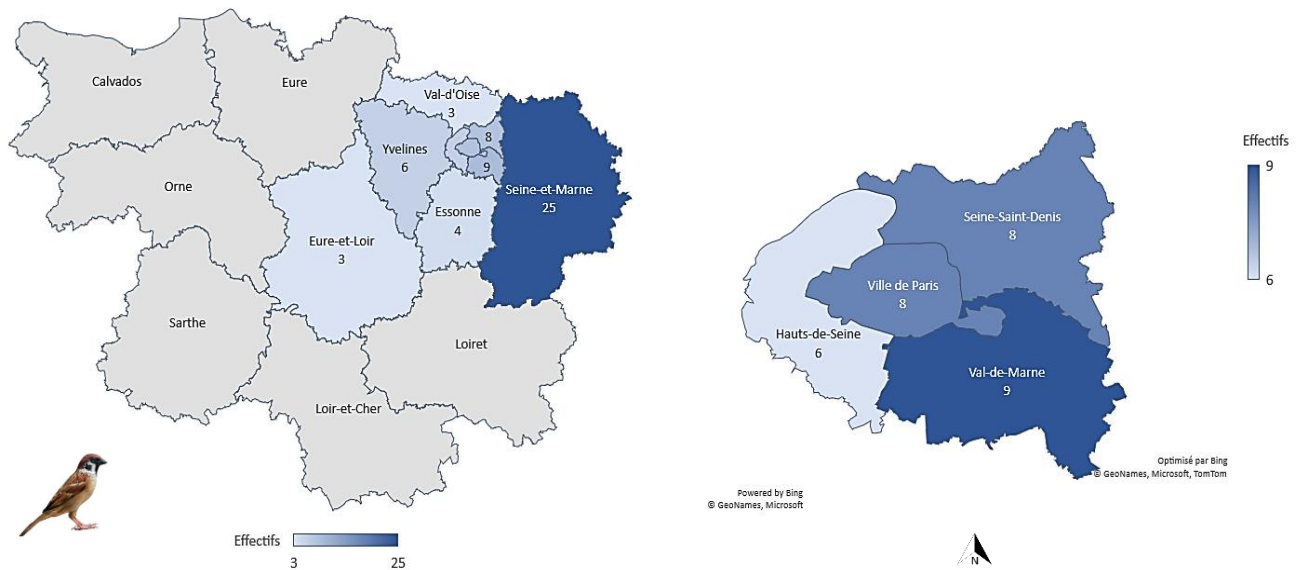 Calvados
Eure
Val-d'Oise
3
Yvelines
6
8
9
Seine-et-Marne
25
Orne
Essonne
4
Eure-et-Loir
3
Sarthe
Loiret
Loir-et-Cher
Effectifs
3
25
Effectifs
9
6
Seine-Saint-Denis
8
Ville de Paris
8
Hauts-de-Seine
6
Val-de-Marne
9
Optimisé par Bing
© GeoNames, Microsoft, TomTom
Powered by Bing
© GeoNames, Microsoft
N